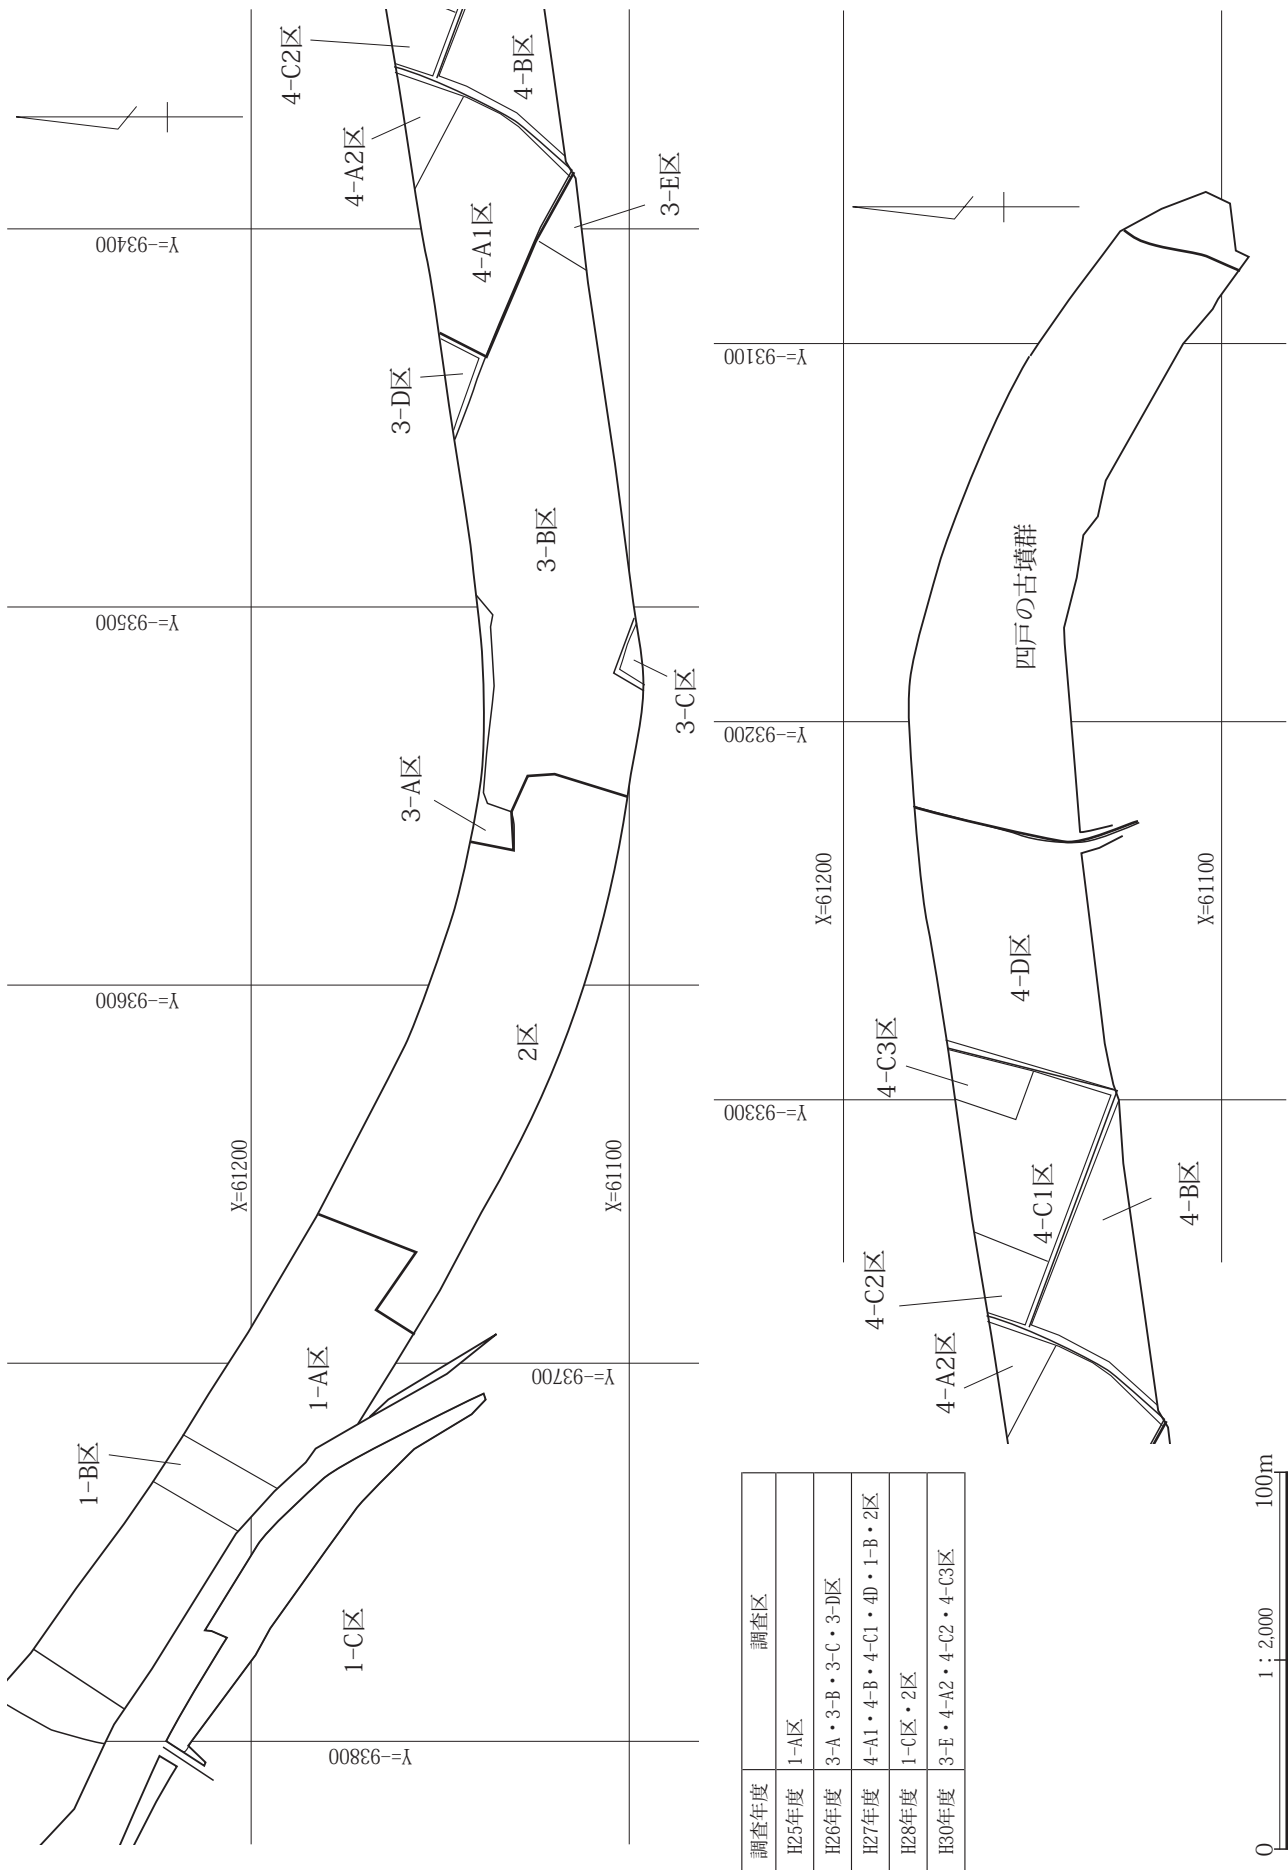 4-C2区
4-B区
4-A2区
3-E区
Y=-93400
4-A1区
3-D区
3-B区
Y=-93500
3-C区
3-A区
Y=-93600
2区
X=61200
X=61100
1-A区
Y=-93700
1-B区
1-C区
Y=-93800
Y=-93100
四戸の古墳群
Y=-93200
X=61200
X=61100
4-D区
4-C3区
Y=-93300
4-C1区
4-B区
4-C2区
4-A2区
調査年度 調査区
H25年度 1-A区
H26年度 3-A・3-B・3-C・3-D区
H27年度 4-A1・4-B・4-C1・4D・1-B・2区
H28年度 1-C区・2区
H30年度 3-E・4-A2・4-C2・4-C3区
0 1：2,000 100m